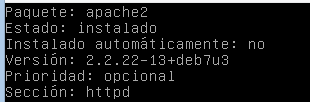 Paquete: apache2
Estado: instalado
Instalado automáticamente: no
Versión: 2.2.22-13+deb7u3
Prioridad: opcional
Sección: httpd